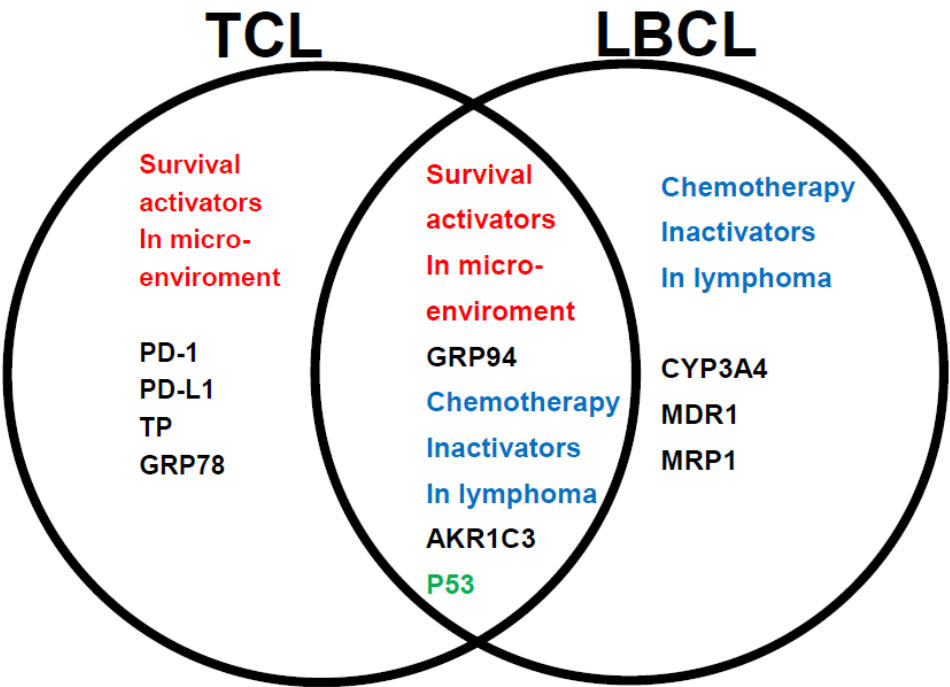 TCL
LBCL
Survival
activators
In micro-
enviroment
PD-1
PD-L1
TP
GRP78
Survival
activators
In micro-
enviroment
GRP94
Chemotherapy
Inactivators
In lymphoma
AKR1C3
P53
Chemotherapy
Inactivators
In lymphoma
CYP3A4
MDR1
MRP1